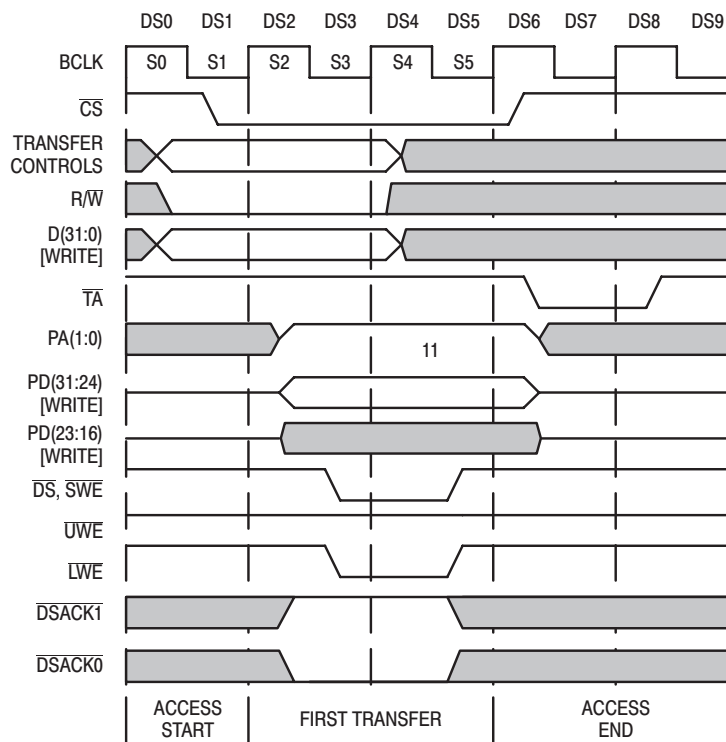 DS0 DS1 DS2 DS3 DS4 DS5 DS6 DS7 DS8 DS9
BCLK S0 S1 S2 S3 S4 S5
CS
TRANSFER
CONTROLS
R/W
D(31:0)
[WRITE]
TA
PA(1:0) 11
PD(31:24)
[WRITE]
PD(23:16)
[WRITE]
DS, SWE
UWE
LWE
DSACK1
DSACK0
ACCESS
START
FIRST TRANSFER
ACCESS
END